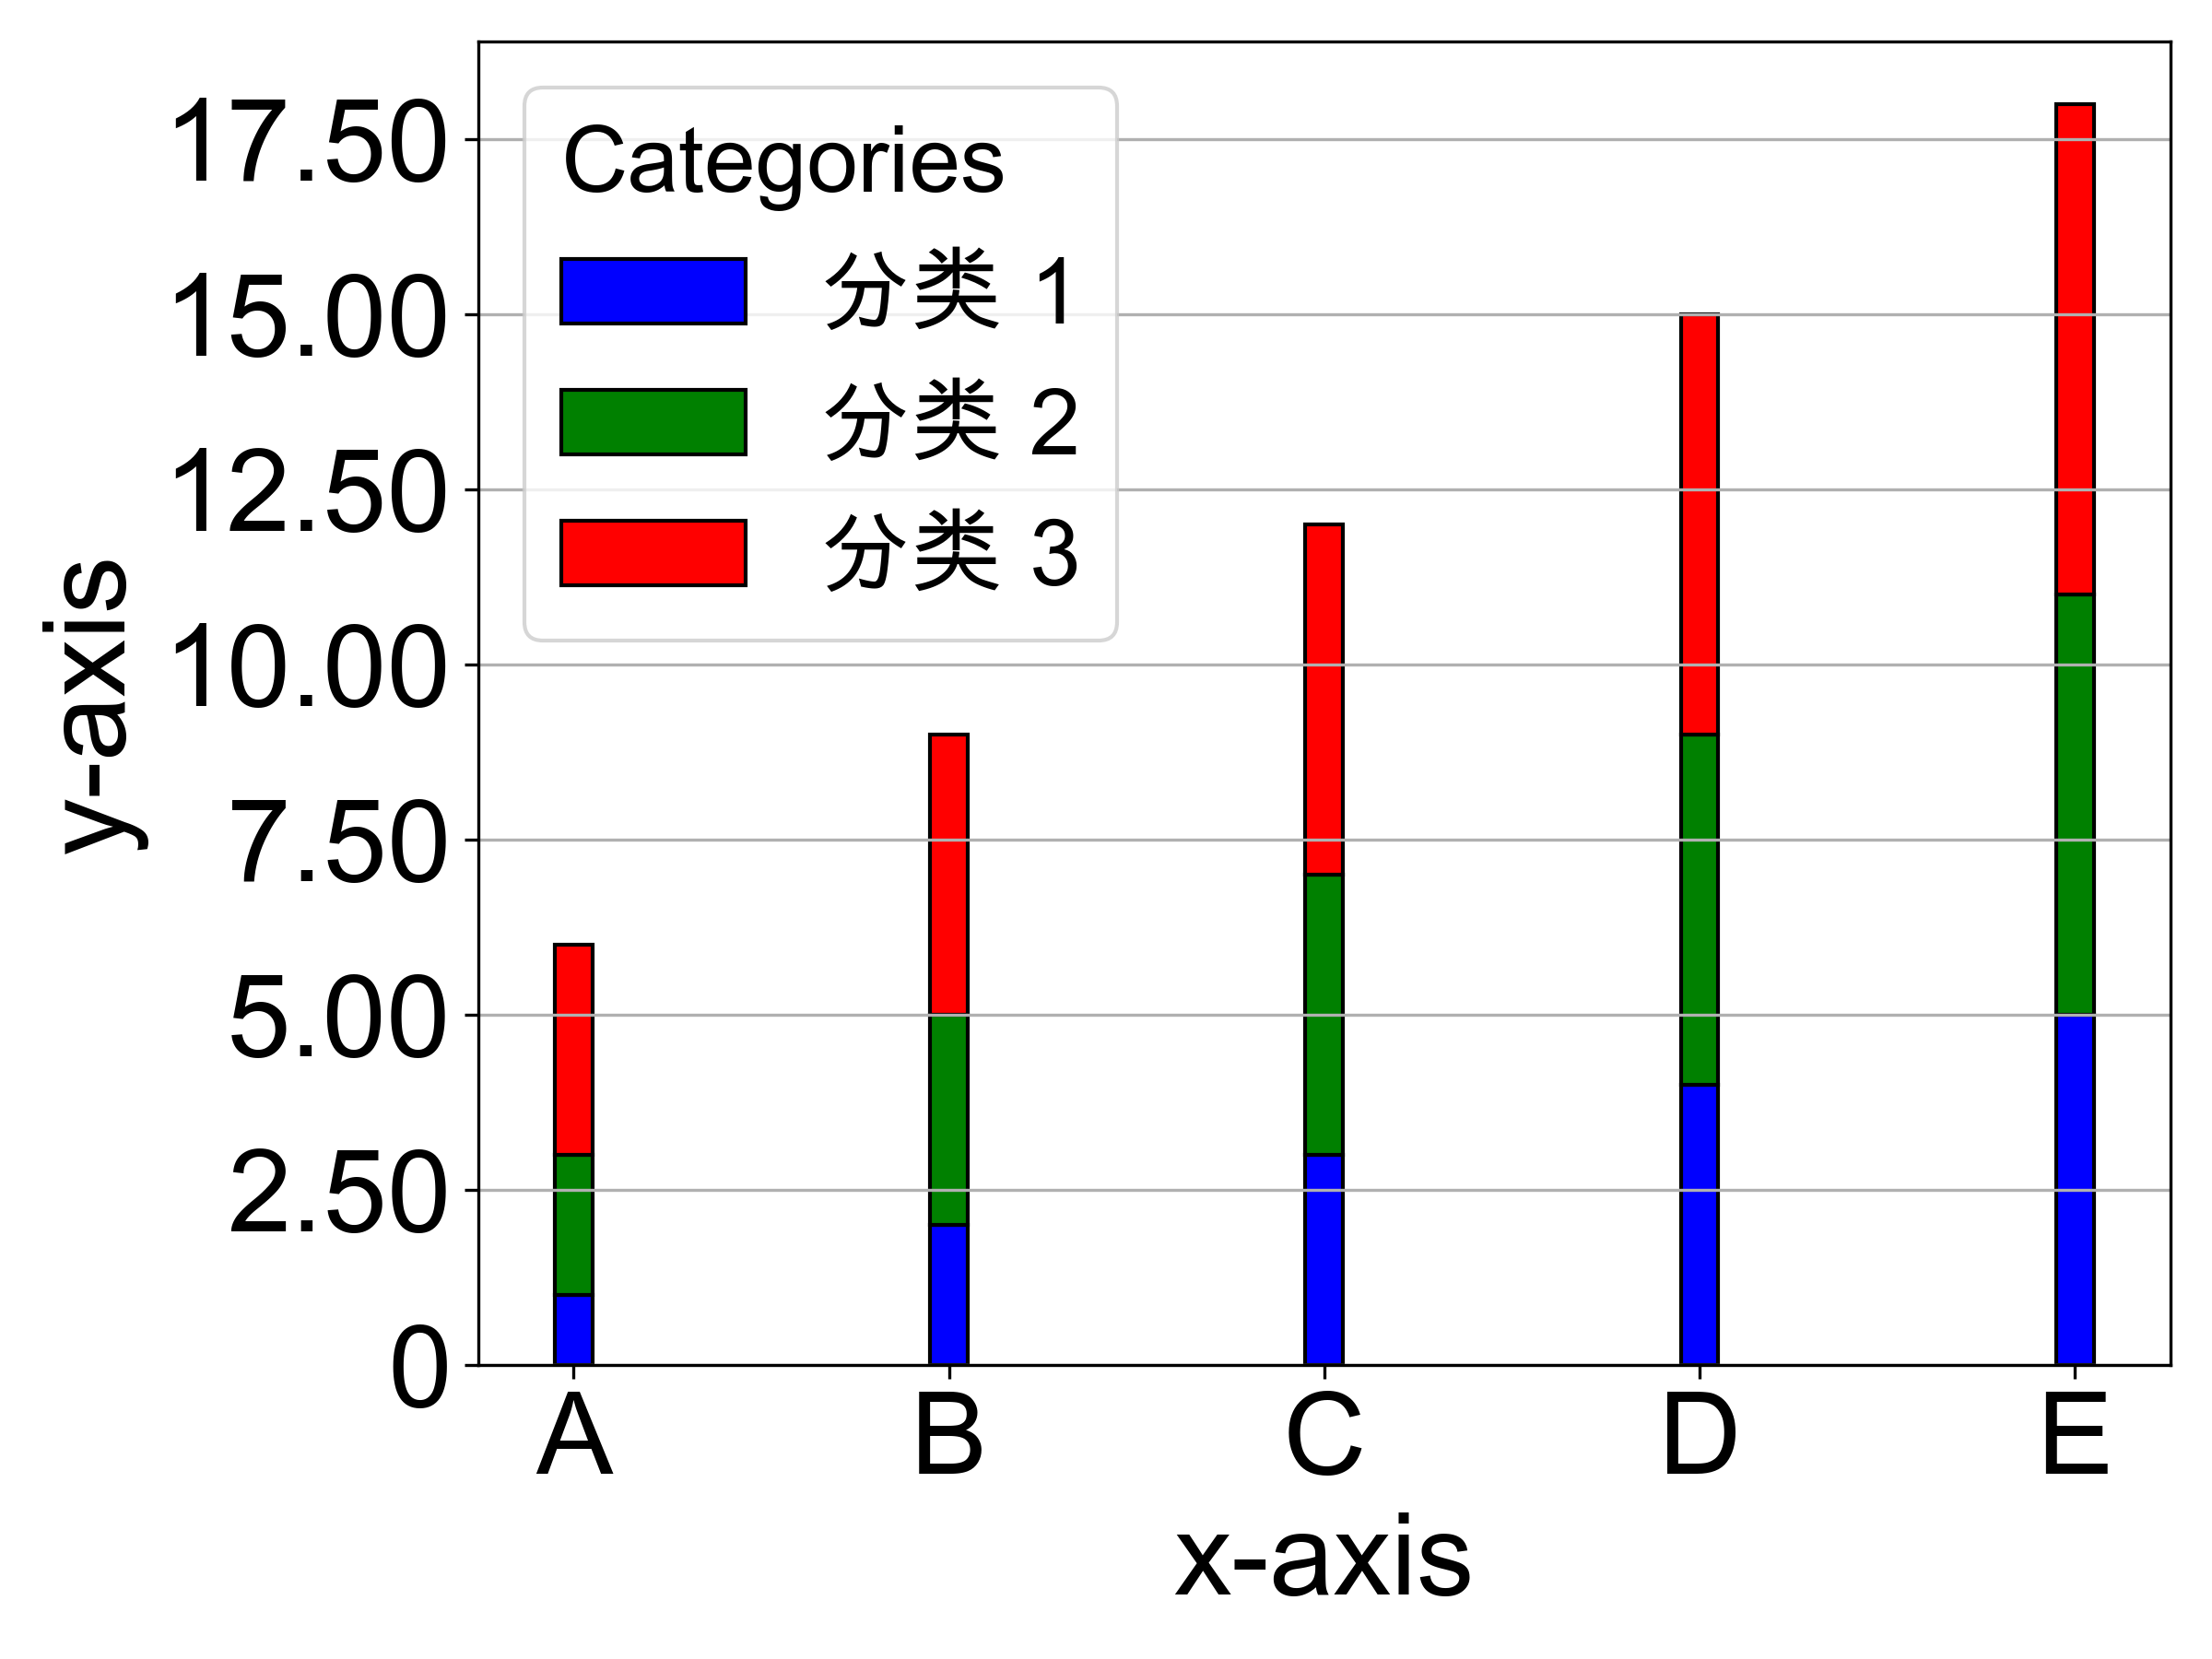 17.50
15.00
12.50
10.00
7.50
5.00
2.50
0
y-axis
Categories
分类 1
分类 2
分类 3
A B C D E
x-axis